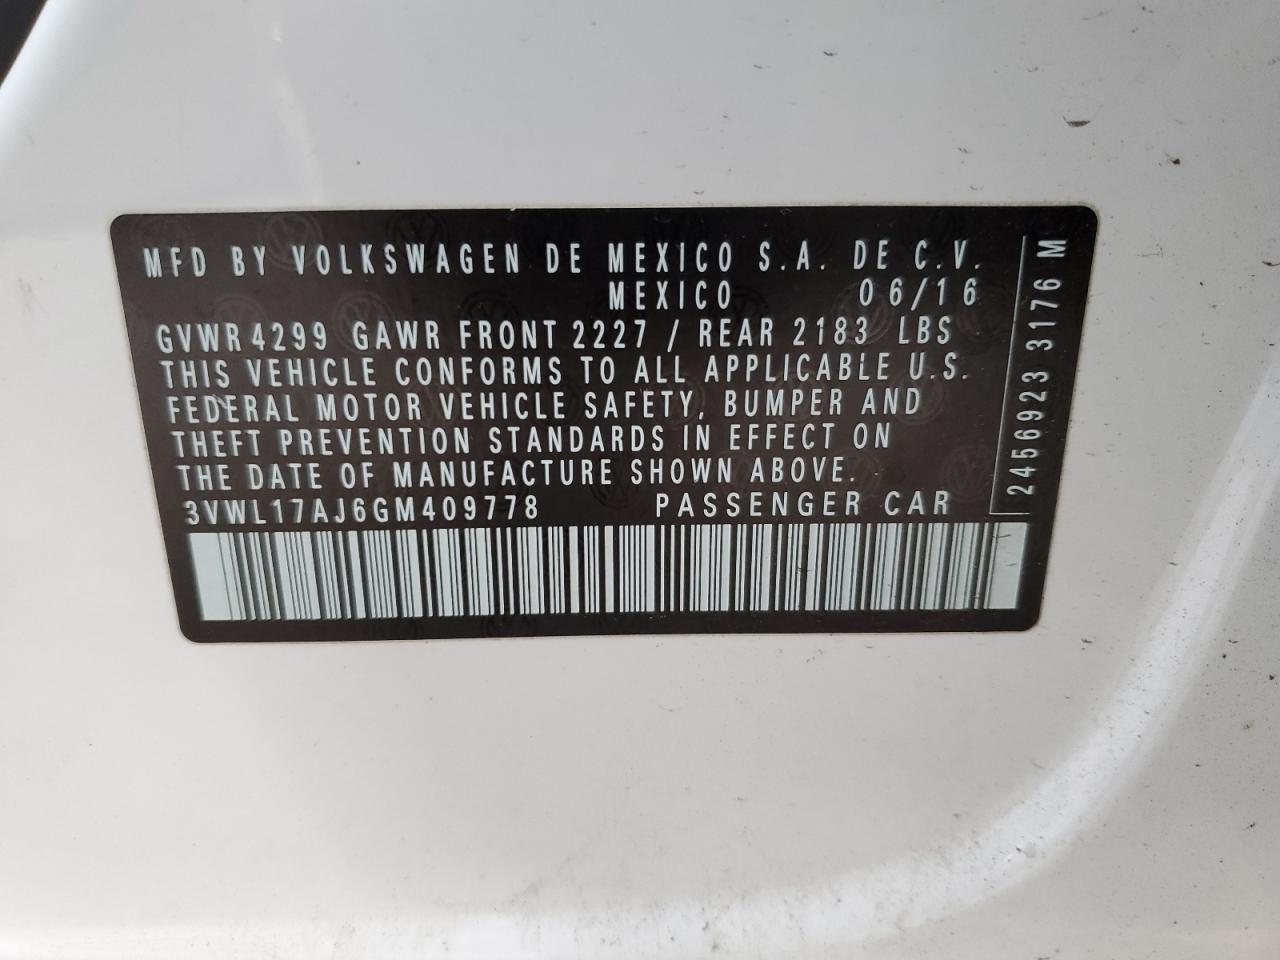 MFD BY VOLKSWAGEN DE MEXICO S.A. DE C.V.
MEXICO 06/16
GVWR 4299 GAWR FRONT 2227 / REAR 2183 LBS
THIS VEHICLE CONFORMS TO ALL APPLICABLE U.S.
FEDERAL MOTOR VEHICLE SAFETY, BUMPER AND
THEFT PREVENTION STANDARDS IN EFFECT ON
THE DATE OF MANUFACTURE SHOWN ABOVE.
3VWL17AJ6GM409778 PASSENGER CAR
2456923 3176 M